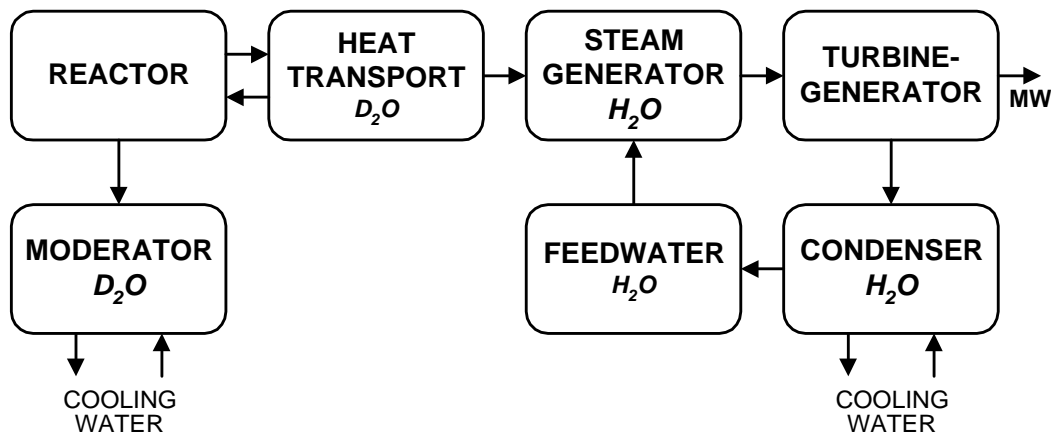 REACTOR
HEAT
TRANSPORT
D₂O
STEAM
GENERATOR
H₂O
TURBINE-
GENERATOR
MW
MODERATOR
D₂O
FEEDWATER
H₂O
CONDENSER
H₂O
COOLING
WATER
COOLING
WATER